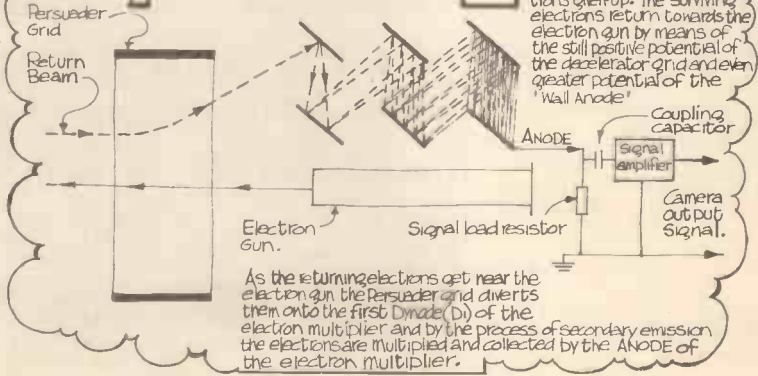 tions given up. The surviving
electrons return towards the
electron gun by means of
the still positive potential of
the decelerator grid and even
greater potential of the
"Wall Anode"
Persuader
Grid
Return
Beam
ANODE
Coupling
capacitor
Signal
amplifier
Camera
output
signal.
Electron
Gun.
Signal load resistor
As the returning electrons get near the
electron gun the Persuader grid diverts
them onto the first Dynode (D1) of the
electron multiplier and by the process of secondary emission
the electrons are multiplied and collected by the ANODE of
the electron multiplier.